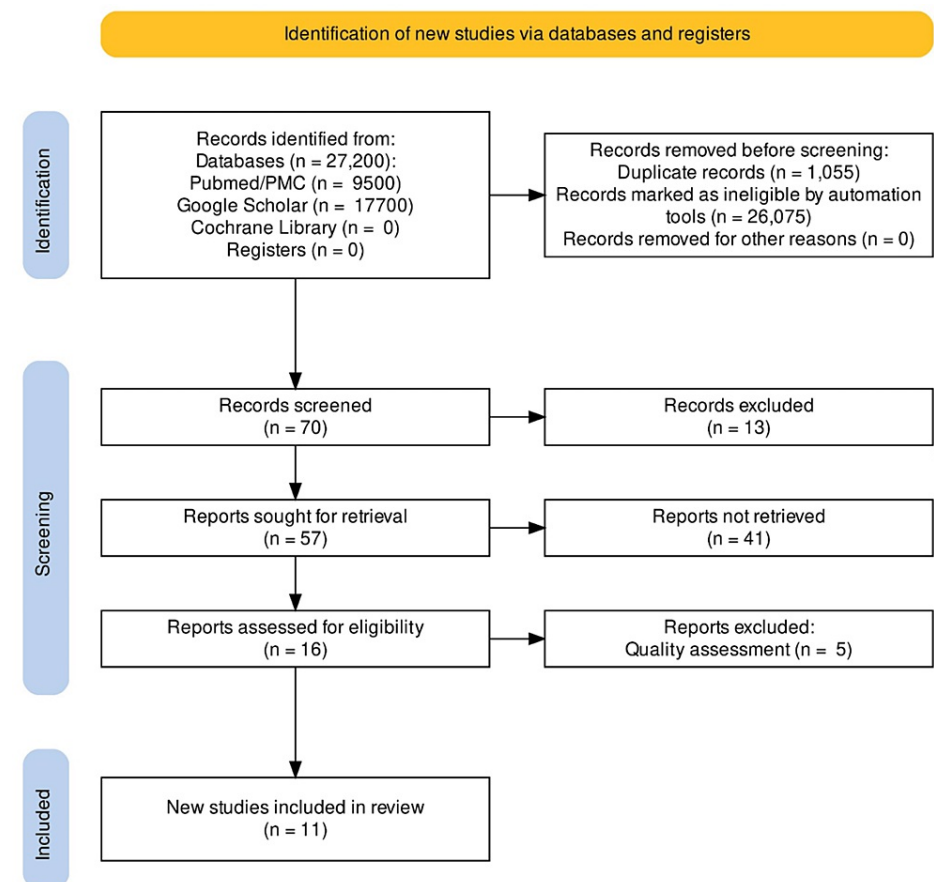 Identification of new studies via databases and registers
Identification
Records identified from:
Databases (n = 27,200):
Pubmed/PMC (n = 9500)
Google Scholar (n = 17700)
Cochrane Library (n = 0)
Registers (n = 0)
Records removed before screening:
Duplicate records (n = 1,055)
Records marked as ineligible by automation
tools (n = 26,075)
Records removed for other reasons (n = 0)
Screening
Records screened
(n = 70)
Records excluded
(n = 13)
Reports sought for retrieval
(n = 57)
Reports not retrieved
(n = 41)
Reports assessed for eligibility
(n = 16)
Reports excluded:
Quality assessment (n = 5)
Included
New studies included in review
(n = 11)